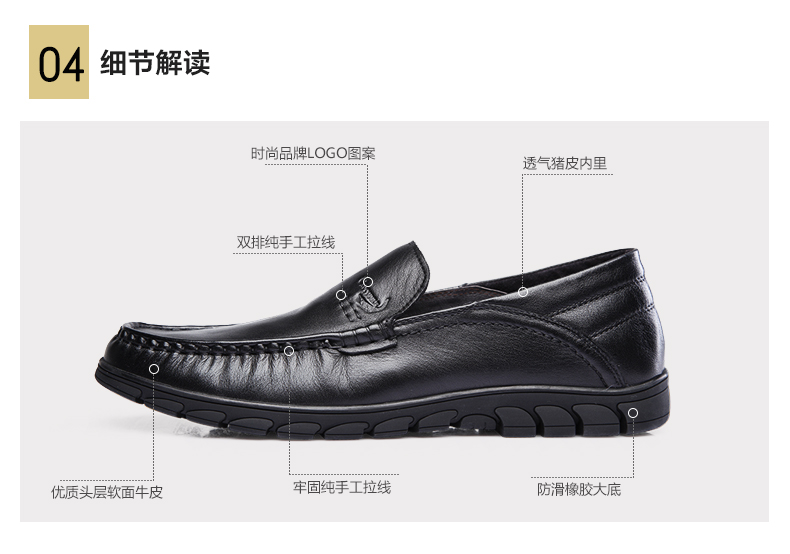 04 细节解读
时尚品牌LOGO图案
透气猪皮内里
双排纯手工拉线
优质头层软面牛皮
牢固纯手工拉线
防滑橡胶大底